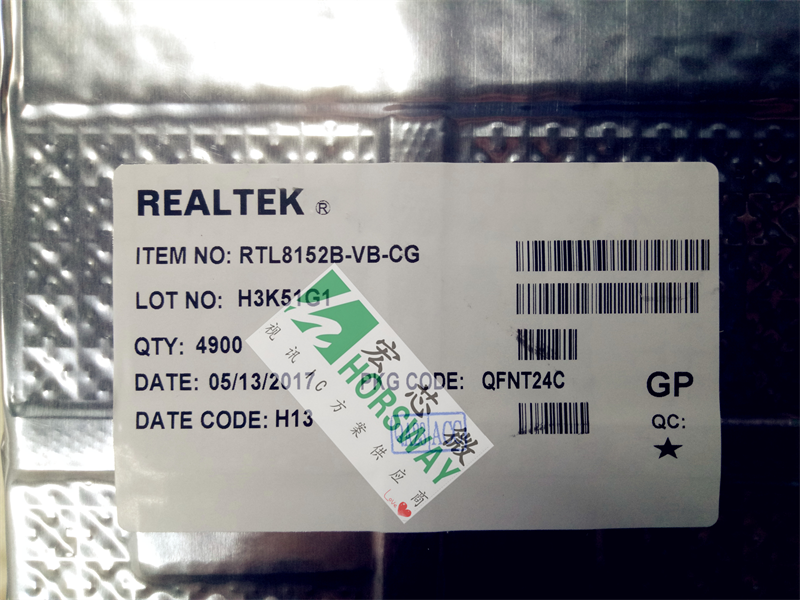 REALTEK ®
ITEM NO: RTL8152B-VB-CG
LOT NO: H3K51G1
QTY: 4900
DATE: 05/13/2017 PKG CODE: QFNT24C
DATE CODE: H13
GP
QC:
★
宏芯微
HORSWAY
视讯IC方案供应商
Love